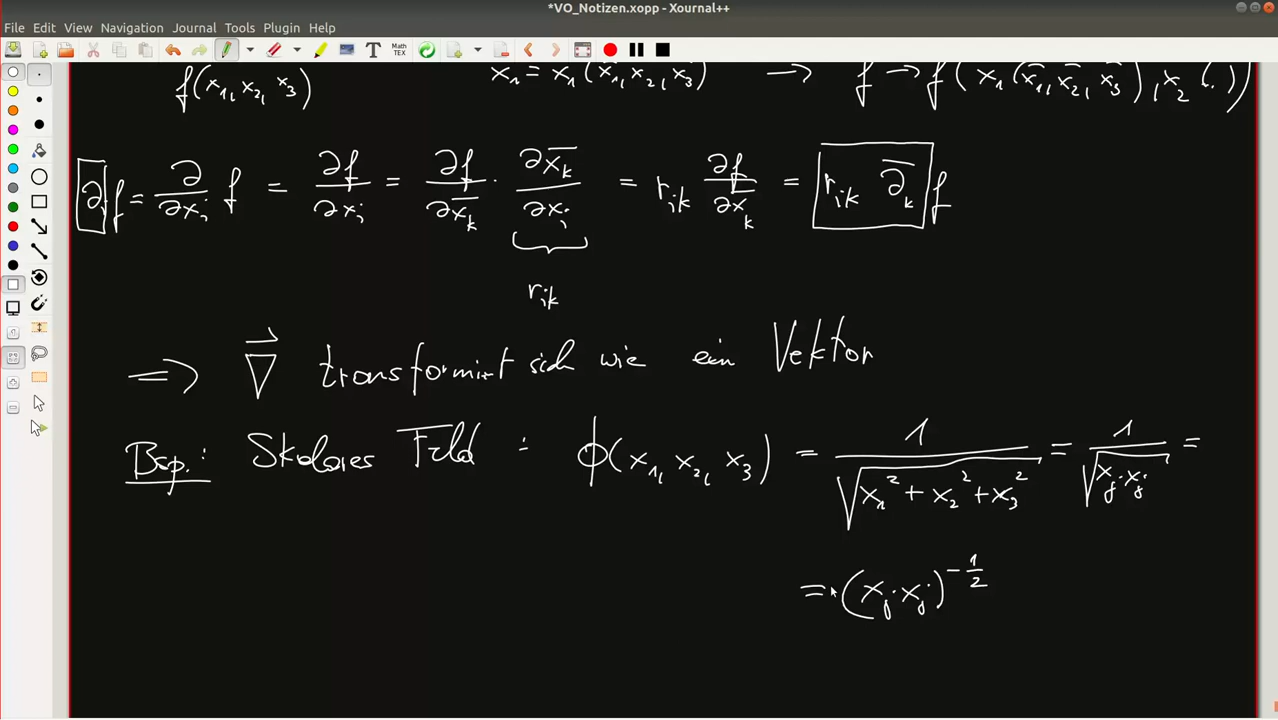 *VO_Notizen.xopp - Xournal++
File Edit View Navigation Journal Tools Plugin Help
f(x₁, x₂, x₃) x₁ = x₁(x̅₁, x̅₂, x̅₃) → f → f(x₁(x̅₁, x̅₂, x̅₃), x₂(.))
∂ᵢ f = ∂/∂xᵢ f = ∂f/∂xᵢ = ∂f/∂x̅ₖ · ∂x̅ₖ/∂xᵢ = rᵢₖ ∂f/∂x̅ₖ = rᵢₖ ∂̅ₖ f
rᵢₖ
⇒ ∇⃗ transformiert sich wie ein Vektor
Bsp.: Skalares Feld : ϕ(x₁, x₂, x₃) = 1/√(x₁² + x₂² + x₃²) = 1/√(xⱼ·xⱼ) =
= (xⱼ·xⱼ)^(-1/2)